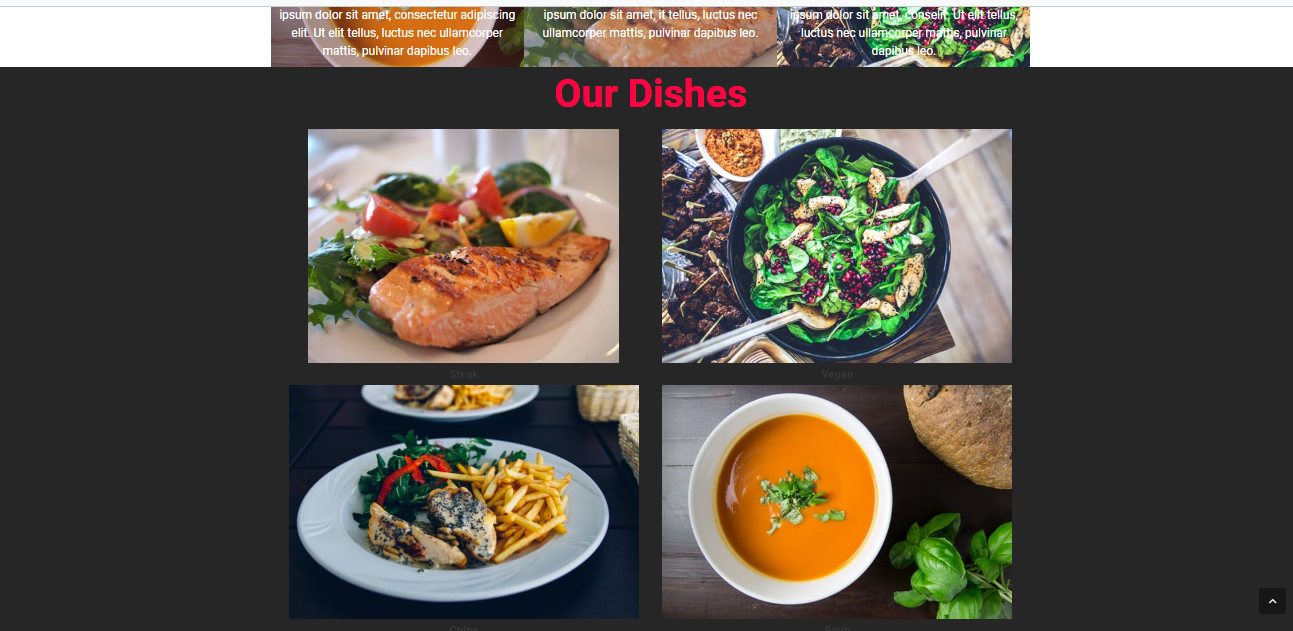 ipsum dolor sit amet, consectetur adipiscing
elit. Ut elit tellus, luctus nec ullamcorper
mattis, pulvinar dapibus leo.
ipsum dolor sit amet, it tellus, luctus nec
ullamcorper mattis, pulvinar dapibus leo.
ipsum dolor sit amet, conselit. Ut elit tellus,
luctus nec ullamcorper mattis, pulvinar
dapibus leo.
Our Dishes
Steak
Vegan
Chips
Soup